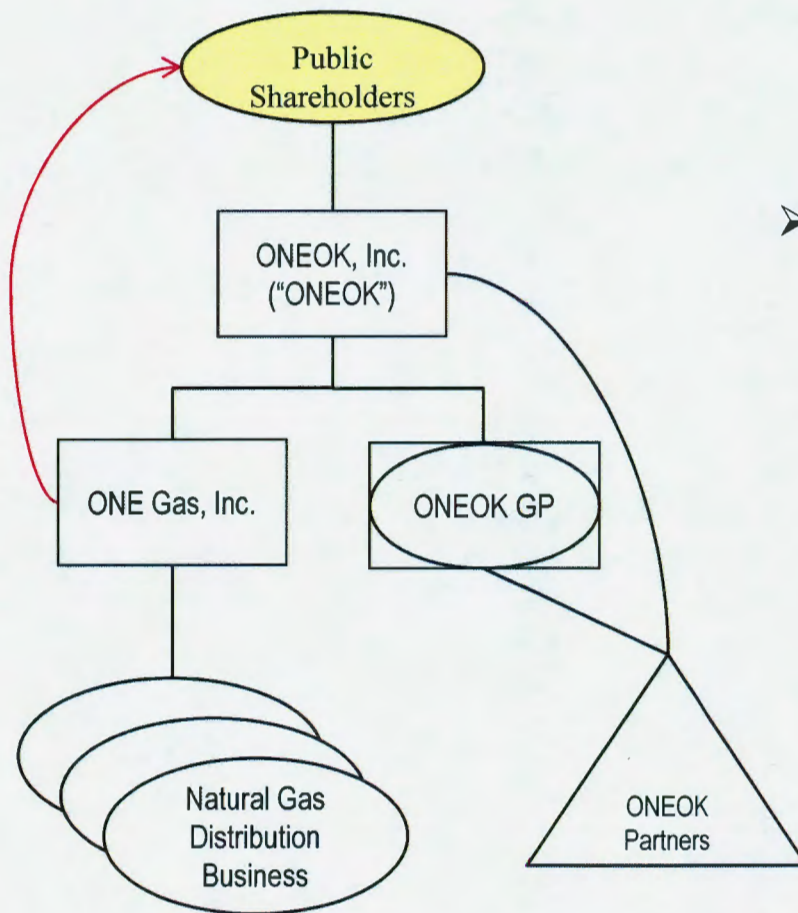 Public
Shareholders
ONEOK, Inc.
(“ONEOK”)
ONE Gas, Inc.
ONEOK GP
Natural Gas
Distribution
Business
ONEOK
Partners